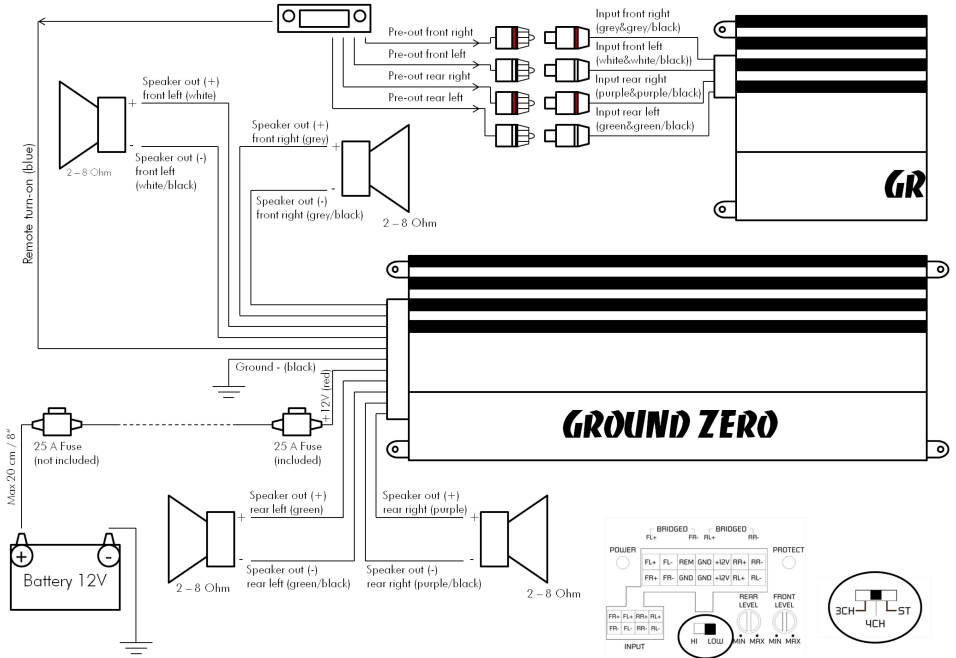 Pre-out front right
Pre-out front left
Pre-out rear right
Pre-out rear left
Input front right
(grey&grey/black)
Input front left
(white&white/black))
Input rear right
(purple&purple/black)
Input rear left
(green&green/black)
GR
Remote turn-on (blue)
Speaker out (+)
front left (white)
+
-
Speaker out (-)
front left
(white/black)
2 – 8 Ohm
Speaker out (+)
front right (grey)
+
-
Speaker out (-)
front right (grey/black)
2 – 8 Ohm
Ground - (black)
+12V (red)
GROUND ZERO
25 A Fuse
(not included)
25 A Fuse
(included)
Max 20 cm / 8"
+
-
Battery 12V
Speaker out (+)
rear left (green)
+
-
Speaker out (-)
rear left (green/black)
2 – 8 Ohm
Speaker out (+)
rear right (purple)
+
-
Speaker out (-)
rear right (purple/black)
2 – 8 Ohm
BRIDGED BRIDGED
FL+ FR- RL+ RR-
POWER PROTECT
FL+ FL- REM GND +12V RR+ RR-
FR+ FR- GND GND +12V RL+ RL-
RERR LEVEL
FRONT LEVEL
FR+ FL+ RR+ RL+
FR- FL- RR- RL-
INPUT
HI LOW
MIN MAX MIN MAX
3CH ST
4CH